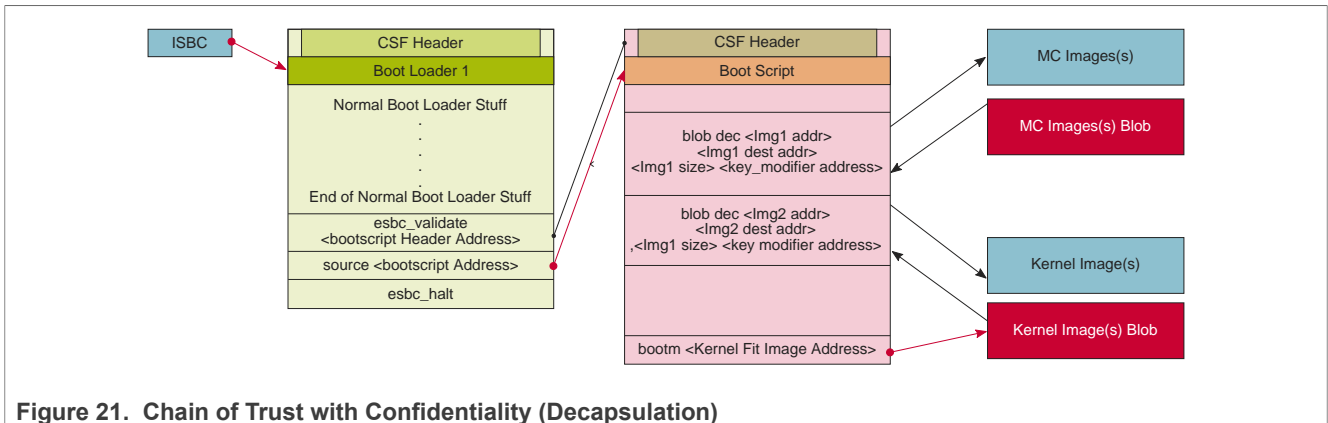 ISBC
CSF Header
Boot Loader 1
Normal Boot Loader Stuff
.
.
.
.
.
End of Normal Boot Loader Stuff
esbc_validate
<bootscript Header Address>
source <bootscript Address>
esbc_halt
CSF Header
Boot Script
blob dec <Img1 addr>
<Img1 dest addr>
<Img1 size> <key_modifier address>
blob dec <Img2 addr>
<Img2 dest addr>
,<Img1 size> <key modifier address>
bootm <Kernel Fit Image Address>
MC Images(s)
MC Images(s) Blob
Kernel Image(s)
Kernel Image(s) Blob
Figure 21. Chain of Trust with Confidentiality (Decapsulation)